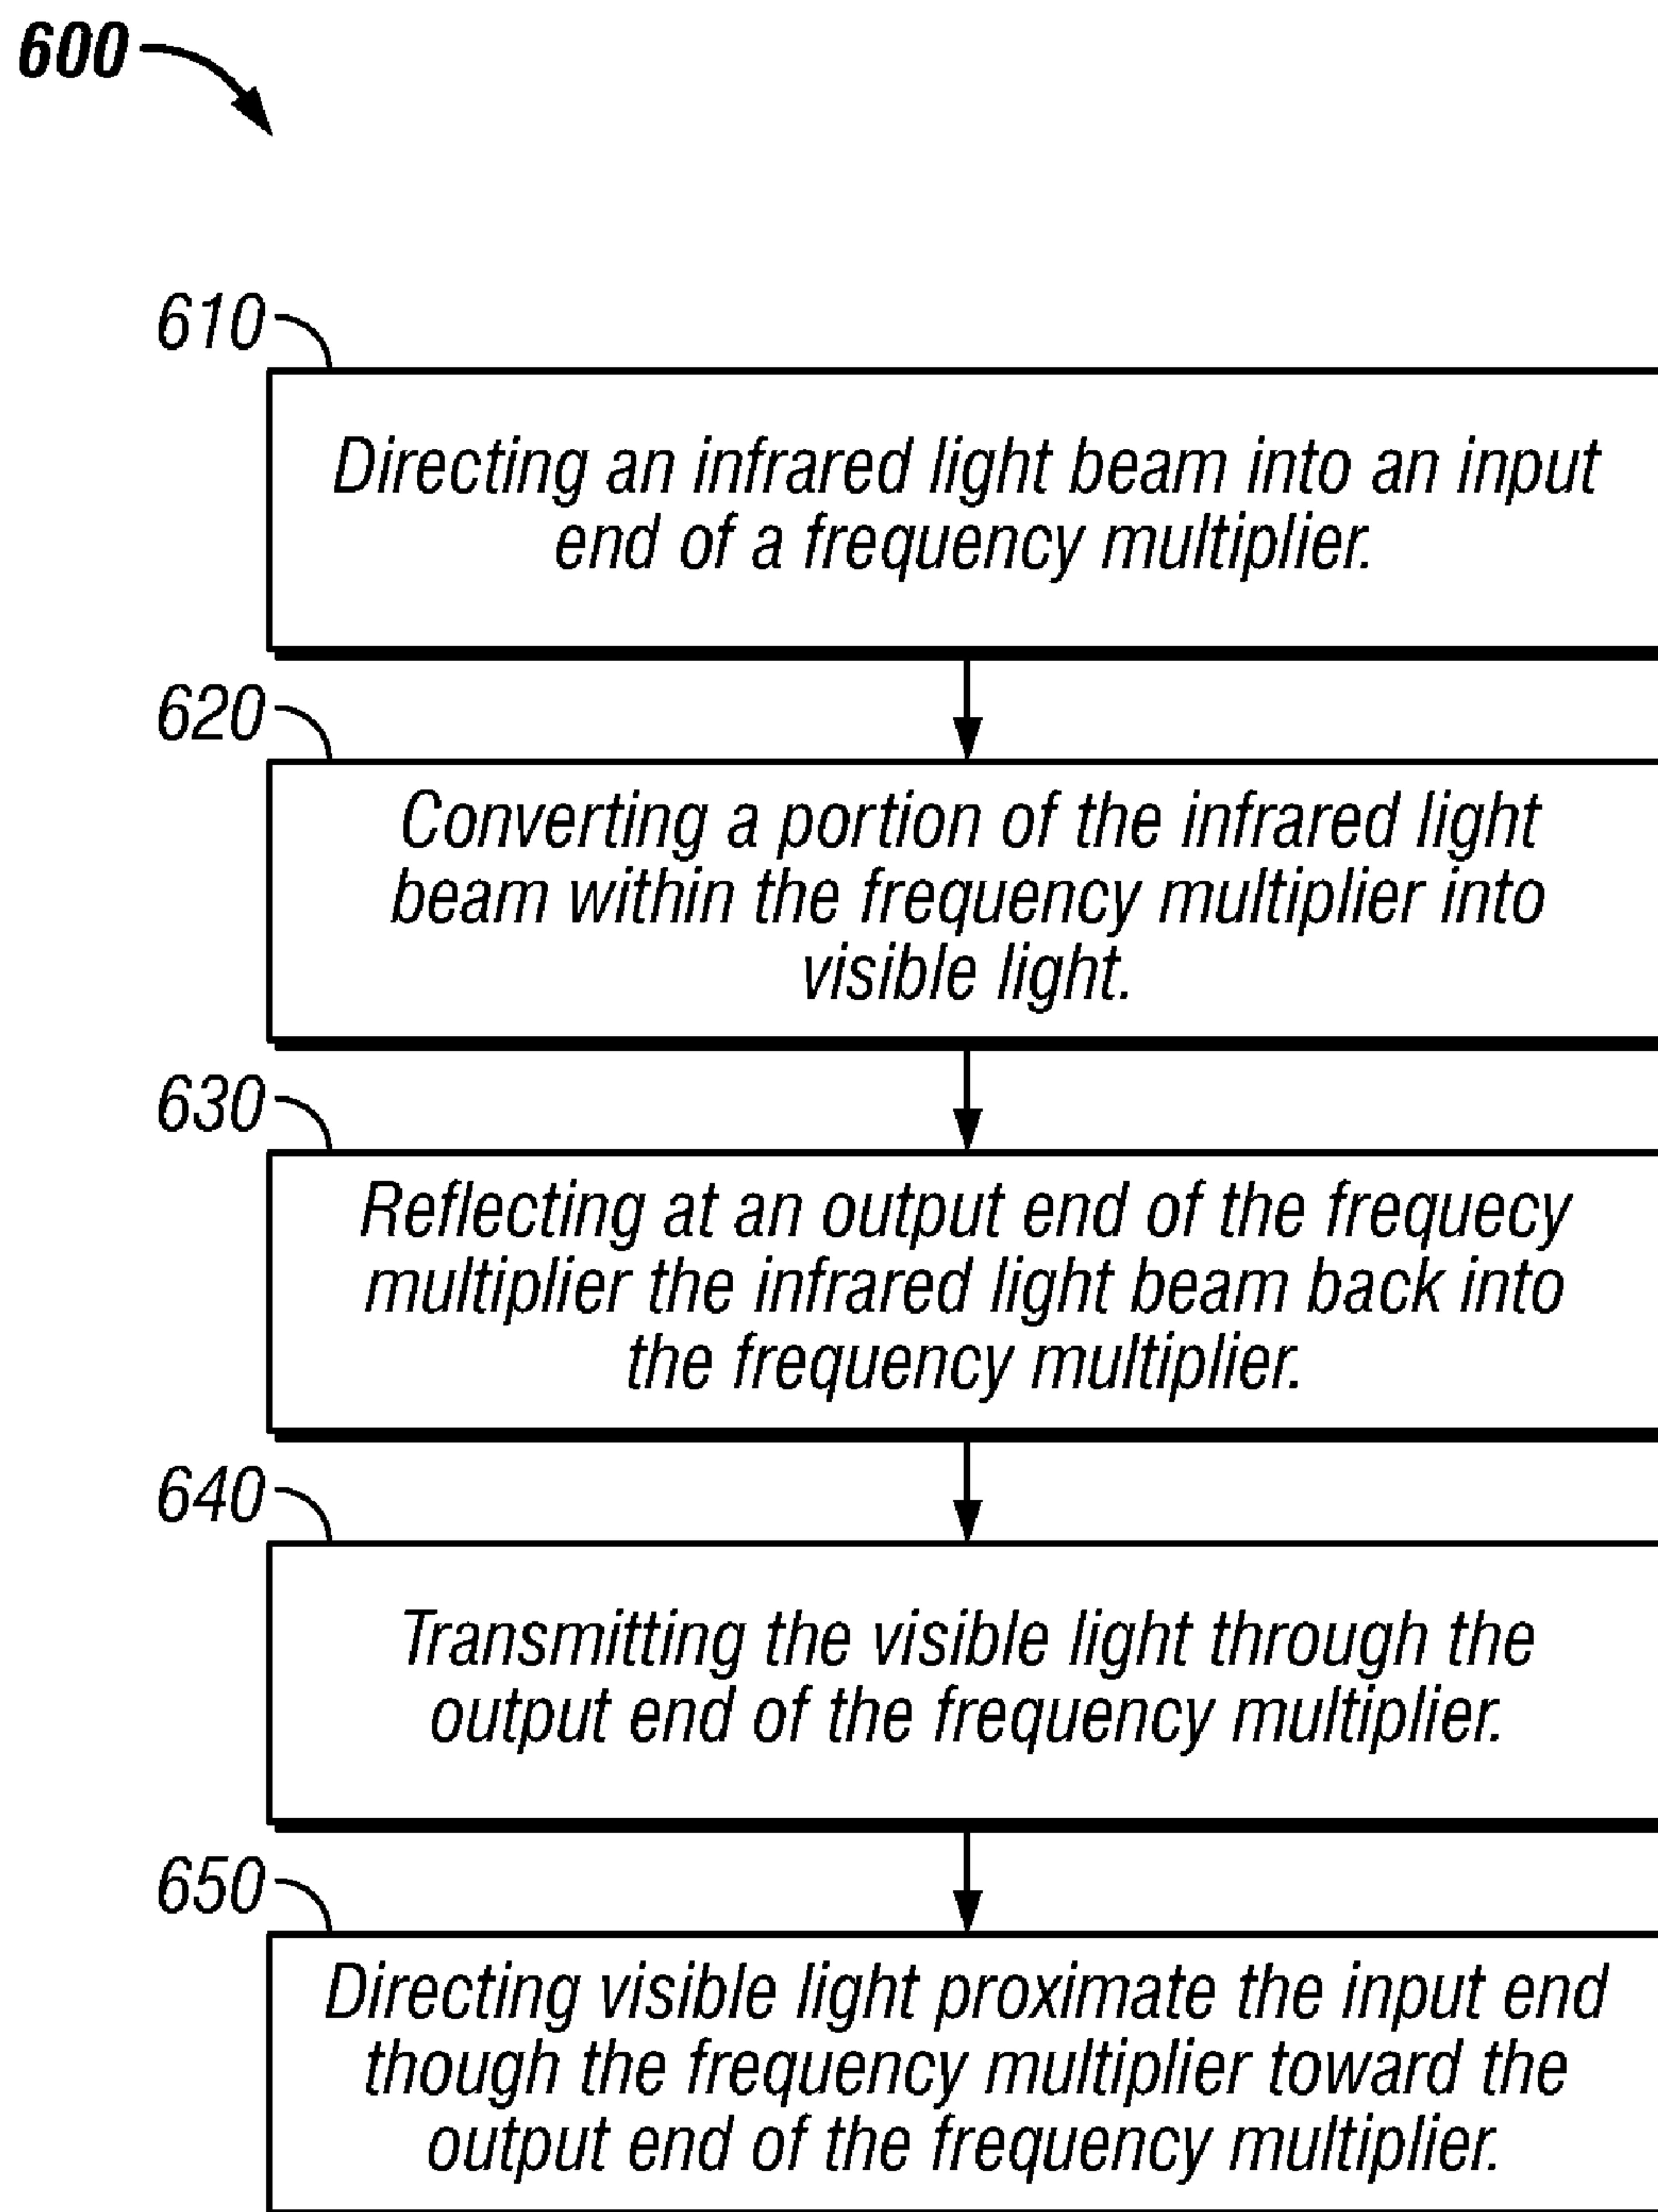 600
610
Directing an infrared light beam into an input
end of a frequency multiplier.
620
Converting a portion of the infrared light
beam within the frequency multiplier into
visible light.
630
Reflecting at an output end of the frequecy
multiplier the infrared light beam back into
the frequency multiplier.
640
Transmitting the visible light through the
output end of the frequency multiplier.
650
Directing visible light proximate the input end
though the frequency multiplier toward the
output end of the frequency multiplier.